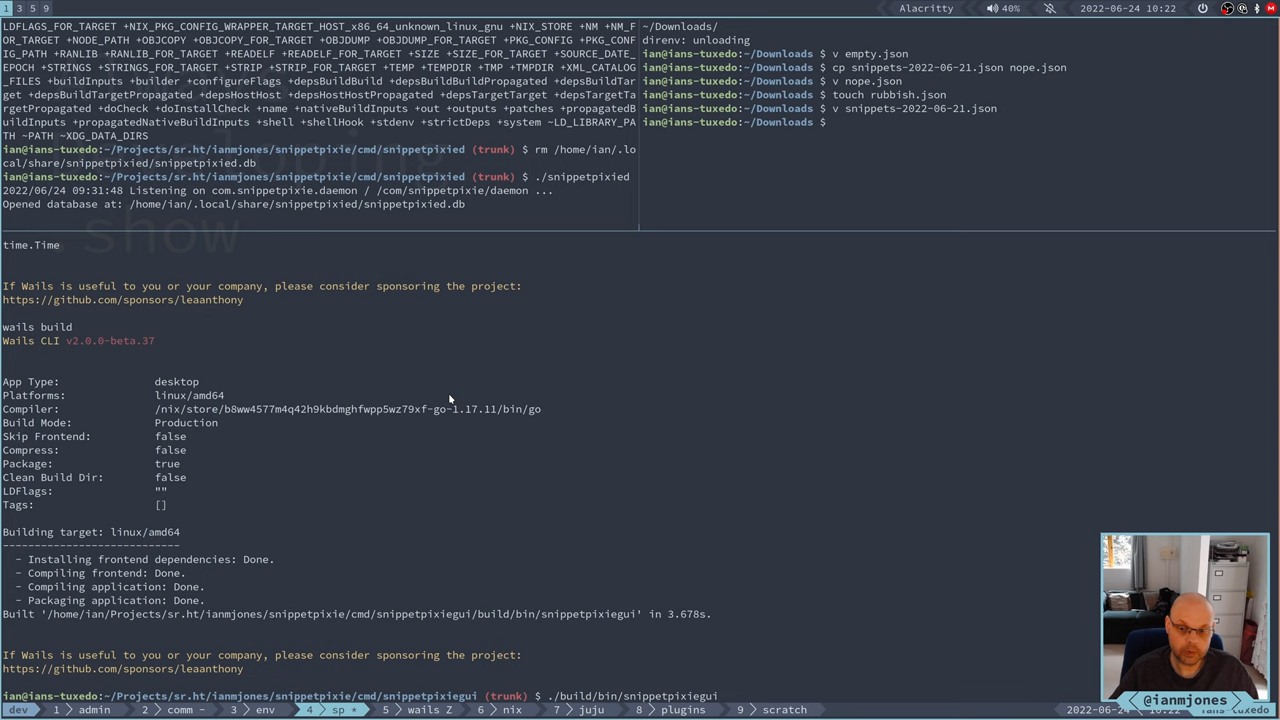 1 3 5 9
Alacritty 40% 2022-06-24 10:22
LDFLAGS_FOR_TARGET +NIX_PKG_CONFIG_WRAPPER_TARGET_HOST_x86_64_unknown_linux_gnu +NIX_STORE +NM +NM_F
OR_TARGET +NODE_PATH +OBJCOPY +OBJCOPY_FOR_TARGET +OBJDUMP +OBJDUMP_FOR_TARGET +PKG_CONFIG +PKG_CONF
IG_PATH +RANLIB +RANLIB_FOR_TARGET +READELF +READELF_FOR_TARGET +SIZE +SIZE_FOR_TARGET +SOURCE_DATE_
EPOCH +STRINGS +STRINGS_FOR_TARGET +STRIP +STRIP_FOR_TARGET +TEMP +TEMPDIR +TMP +TMPDIR +XML_CATALOG
_FILES +buildInputs +builder +configureFlags +depsBuildBuild +depsBuildBuildPropagated +depsBuildTar
get +depsBuildTargetPropagated +depsHostHost +depsHostHostPropagated +depsTargetTarget +depsTargetTa
rgetPropagated +doCheck +doInstallCheck +name +nativeBuildInputs +out +outputs +patches +propagatedB
uildInputs +propagatedNativeBuildInputs +shell +shellHook +stdenv +strictDeps +system ~LD_LIBRARY_PA
TH ~PATH ~XDG_DATA_DIRS
ian@ians-tuxedo:~/Projects/sr.ht/ianmjones/snippetpixie/cmd/snippetpixied (trunk) $ rm /home/ian/.lo
cal/share/snippetpixied/snippetpixied.db
ian@ians-tuxedo:~/Projects/sr.ht/ianmjones/snippetpixie/cmd/snippetpixied (trunk) $ ./snippetpixied
2022/06/24 09:31:48 Listening on com.snippetpixie.daemon / /com/snippetpixie/daemon ...
Opened database at: /home/ian/.local/share/snippetpixied/snippetpixied.db
show
~/Downloads/
direnv: unloading
ian@ians-tuxedo:~/Downloads $ v empty.json
ian@ians-tuxedo:~/Downloads $ cp snippets-2022-06-21.json nope.json
ian@ians-tuxedo:~/Downloads $ v nope.json
ian@ians-tuxedo:~/Downloads $ touch rubbish.json
ian@ians-tuxedo:~/Downloads $ v snippets-2022-06-21.json
ian@ians-tuxedo:~/Downloads $
time.Time
If Wails is useful to you or your company, please consider sponsoring the project:
https://github.com/sponsors/leaanthony
wails build
Wails CLI v2.0.0-beta.37
App Type: desktop
Platforms: linux/amd64
Compiler: /nix/store/b8ww4577m4q42h9kbdmghfwpp5wz79xf-go-1.17.11/bin/go
Build Mode: Production
Skip Frontend: false
Compress: false
Package: true
Clean Build Dir: false
LDFlags: ""
Tags: []
Building target: linux/amd64
----------------------------
- Installing frontend dependencies: Done.
- Compiling frontend: Done.
- Compiling application: Done.
- Packaging application: Done.
Built '/home/ian/Projects/sr.ht/ianmjones/snippetpixie/cmd/snippetpixiegui/build/bin/snippetpixiegui' in 3.678s.
If Wails is useful to you or your company, please consider sponsoring the project:
https://github.com/sponsors/leaanthony
ian@ians-tuxedo:~/Projects/sr.ht/ianmjones/snippetpixie/cmd/snippetpixiegui (trunk) $ ./build/bin/snippetpixiegui
@ianmjones
dev 1 admin 2 comm - 3 env 4 sp * 5 wails Z 6 nix 7 juju 8 plugins 9 scratch